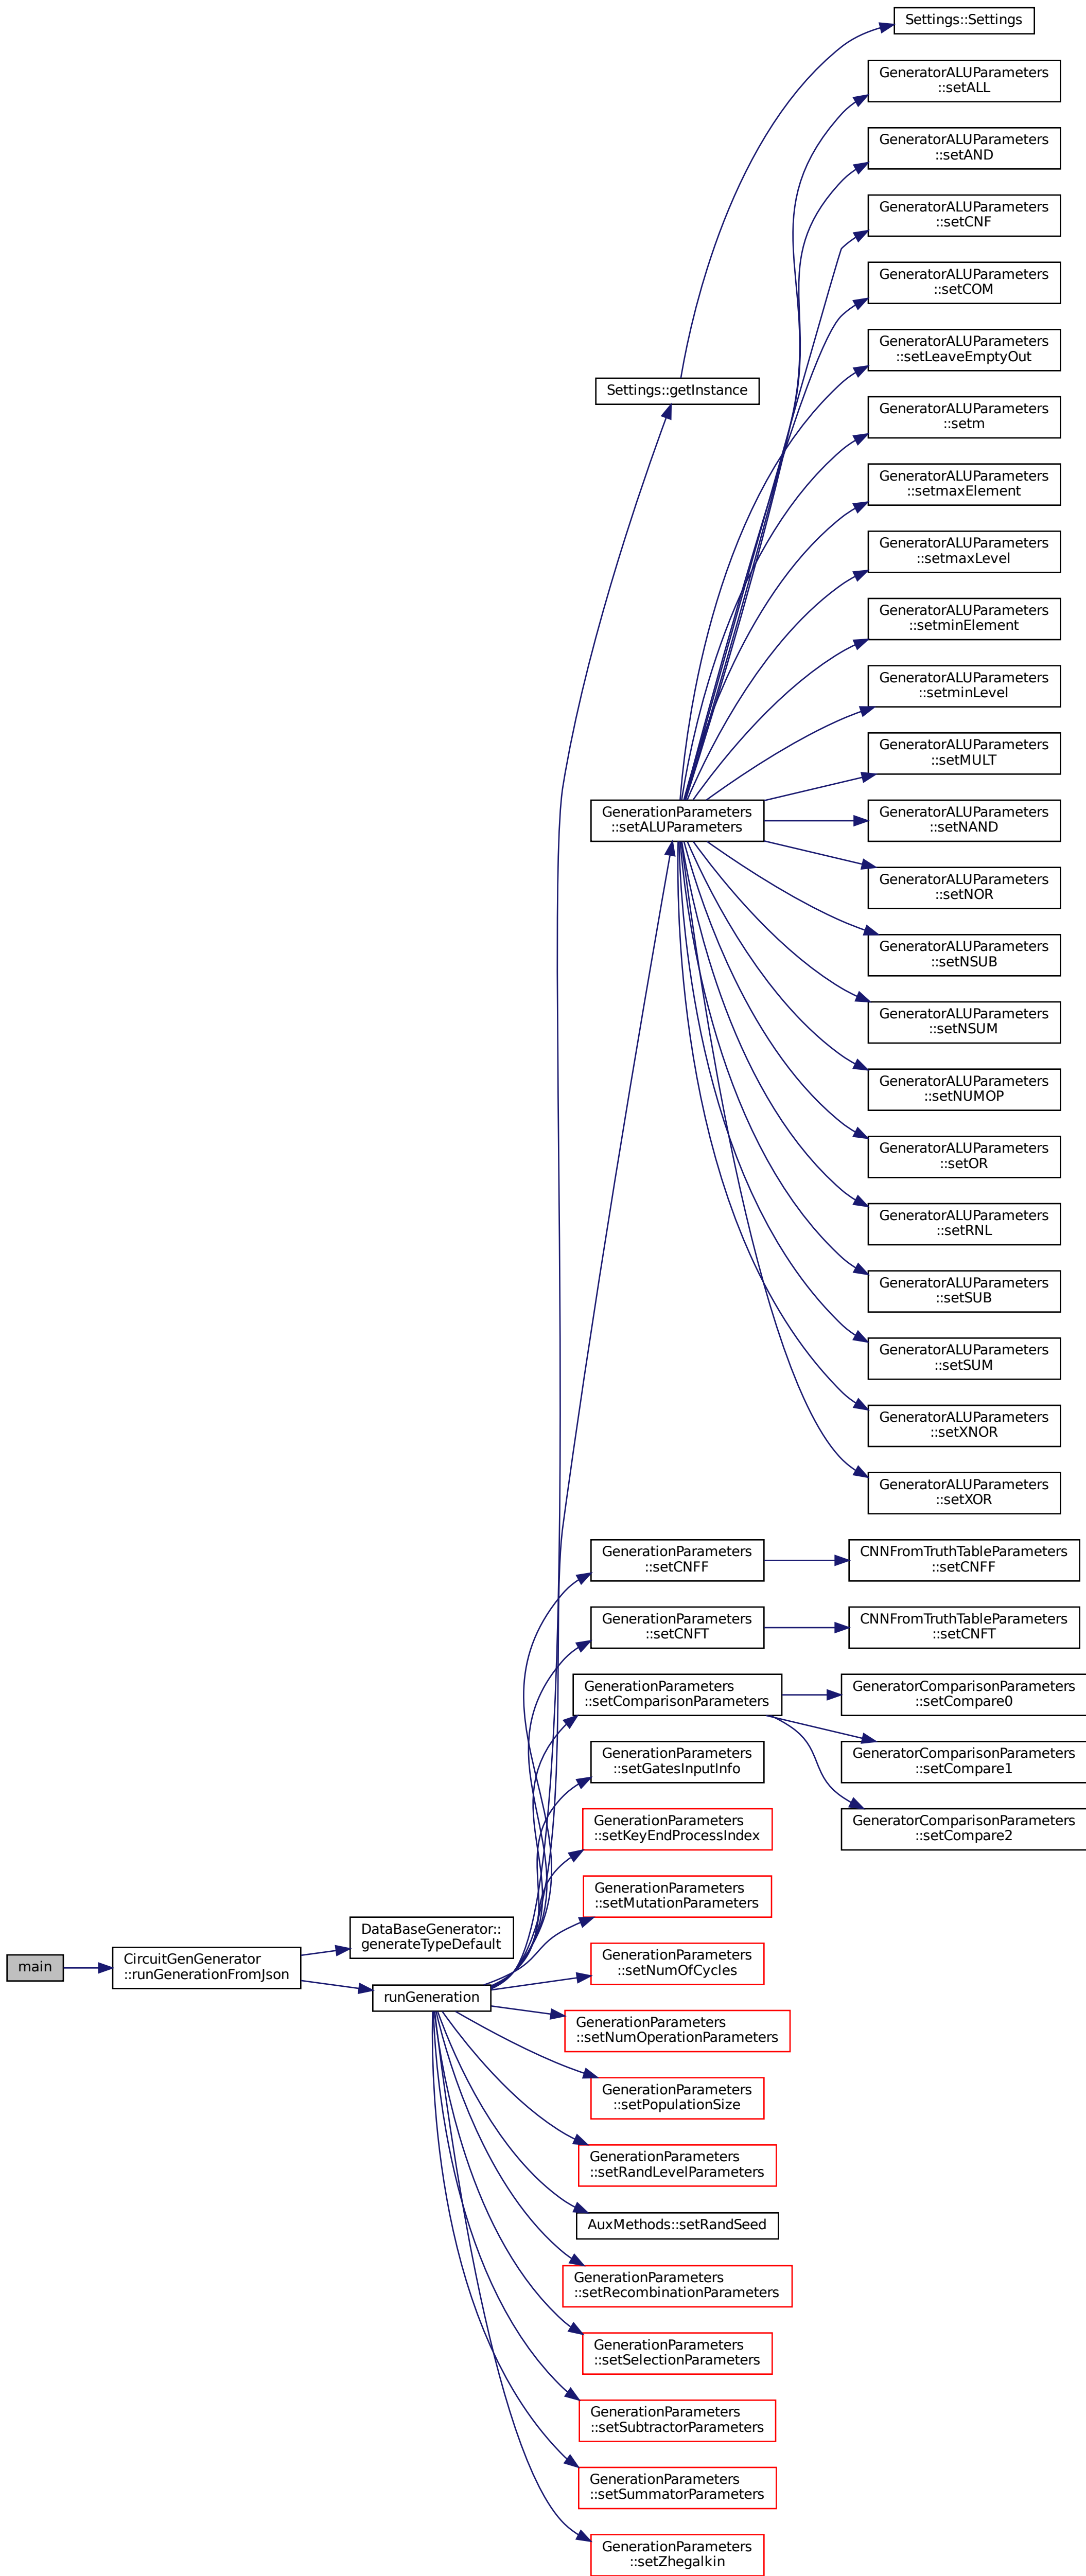 Settings::Settings
GeneratorALUParameters
::setALL
GeneratorALUParameters
::setAND
GeneratorALUParameters
::setCNF
GeneratorALUParameters
::setCOM
GeneratorALUParameters
::setLeaveEmptyOut
Settings::getInstance
GeneratorALUParameters
::setm
GeneratorALUParameters
::setmaxElement
GeneratorALUParameters
::setmaxLevel
GeneratorALUParameters
::setminElement
GeneratorALUParameters
::setminLevel
GeneratorALUParameters
::setMULT
GenerationParameters
::setALUParameters
GeneratorALUParameters
::setNAND
GeneratorALUParameters
::setNOR
GeneratorALUParameters
::setNSUB
GeneratorALUParameters
::setNSUM
GeneratorALUParameters
::setNUMOP
GeneratorALUParameters
::setOR
GeneratorALUParameters
::setRNL
GeneratorALUParameters
::setSUB
GeneratorALUParameters
::setSUM
GeneratorALUParameters
::setXNOR
GeneratorALUParameters
::setXOR
GenerationParameters
::setCNFF
CNNFromTruthTableParameters
::setCNFF
GenerationParameters
::setCNFT
CNNFromTruthTableParameters
::setCNFT
GenerationParameters
::setComparisonParameters
GeneratorComparisonParameters
::setCompare0
GenerationParameters
::setGatesInputInfo
GeneratorComparisonParameters
::setCompare1
GenerationParameters
::setKeyEndProcessIndex
GeneratorComparisonParameters
::setCompare2
GenerationParameters
::setMutationParameters
main
CircuitGenGenerator
::runGenerationFromJson
DataBaseGenerator::
generateTypeDefault
runGeneration
GenerationParameters
::setNumOfCycles
GenerationParameters
::setNumOperationParameters
GenerationParameters
::setPopulationSize
GenerationParameters
::setRandLevelParameters
AuxMethods::setRandSeed
GenerationParameters
::setRecombinationParameters
GenerationParameters
::setSelectionParameters
GenerationParameters
::setSubtractorParameters
GenerationParameters
::setSummatorParameters
GenerationParameters
::setZhegalkin